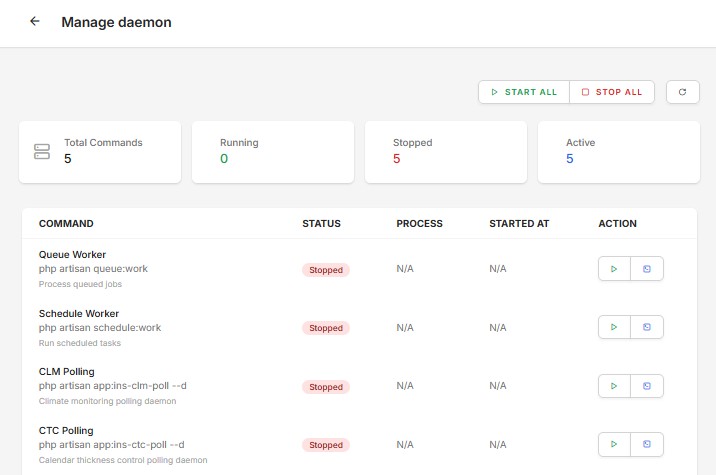 Manage daemon
START ALL STOP ALL
Total Commands Running Stopped Active
5 0 5 5
COMMAND STATUS PROCESS STARTED AT ACTION
Queue Worker
php artisan queue:work Stopped N/A N/A
Process queued jobs
Schedule Worker
php artisan schedule:work Stopped N/A N/A
Run scheduled tasks
CLM Polling
php artisan app:ins-clm-poll --d Stopped N/A N/A
Climate monitoring polling daemon
CTC Polling
php artisan app:ins-ctc-poll --d Stopped N/A N/A
Calendar thickness control polling daemon